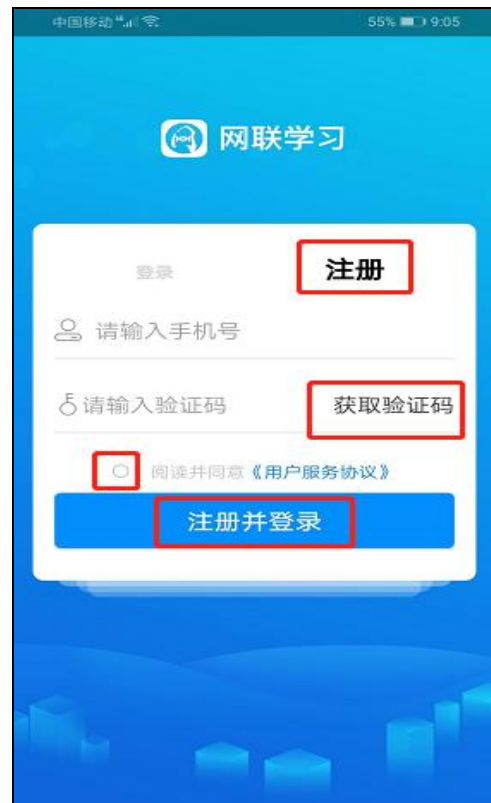 中国移动 55% 9:05
网联学习
登录 注册
请输入手机号
请输入验证码 获取验证码
阅读并同意《用户服务协议》
注册并登录